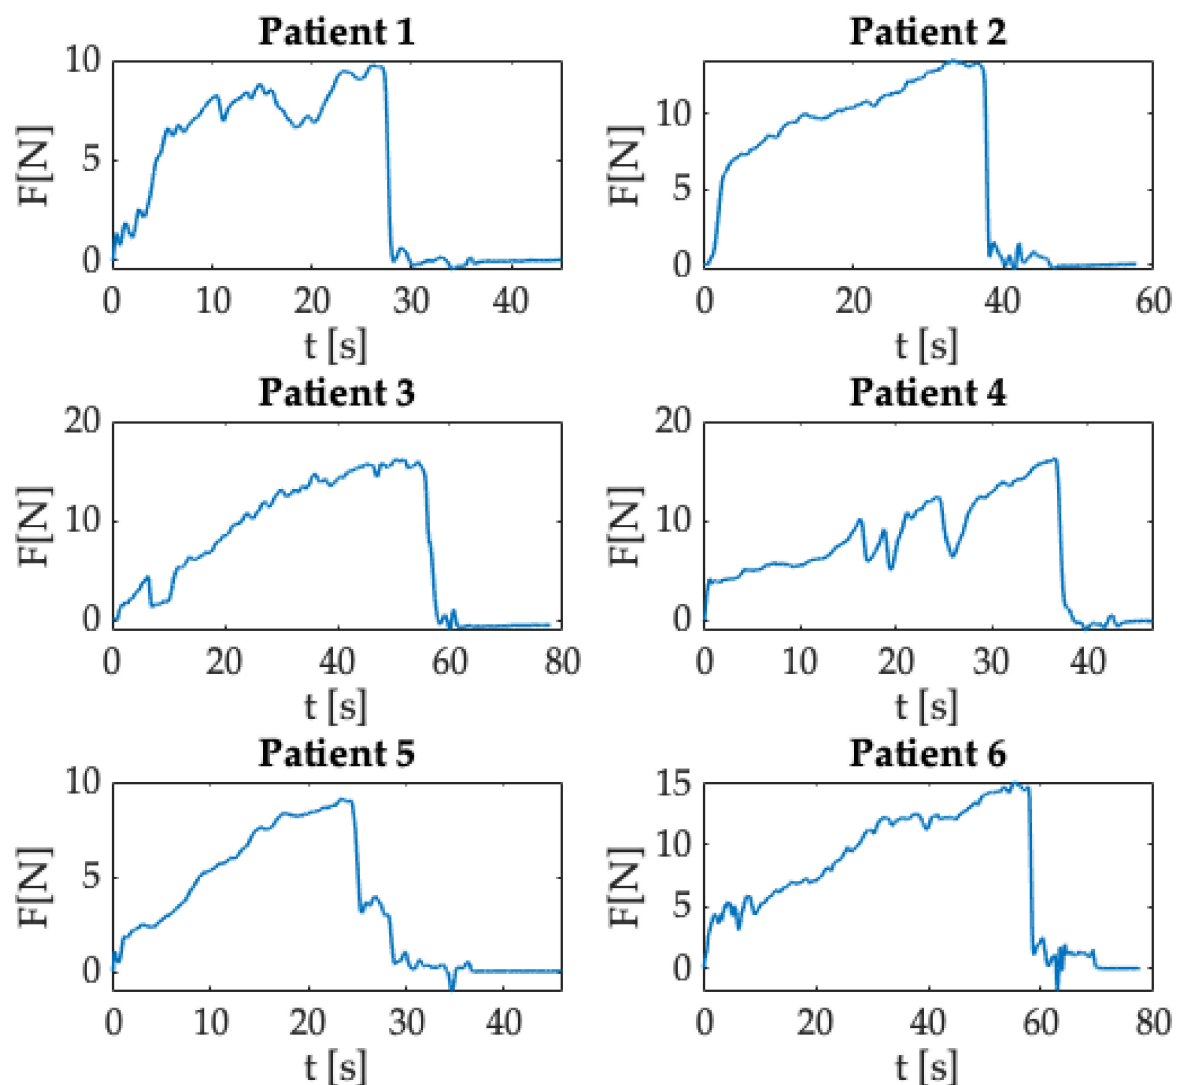 Patient 1
10
5
0
F[N]
0 10 20 30 40
t [s]
Patient 2
10
5
0
F[N]
0 20 40 60
t [s]
Patient 3
20
10
0
F[N]
0 20 40 60 80
t [s]
Patient 4
20
10
0
F[N]
0 10 20 30 40
t [s]
Patient 5
10
5
0
F[N]
0 10 20 30 40
t [s]
Patient 6
15
10
5
0
F[N]
0 20 40 60 80
t [s]